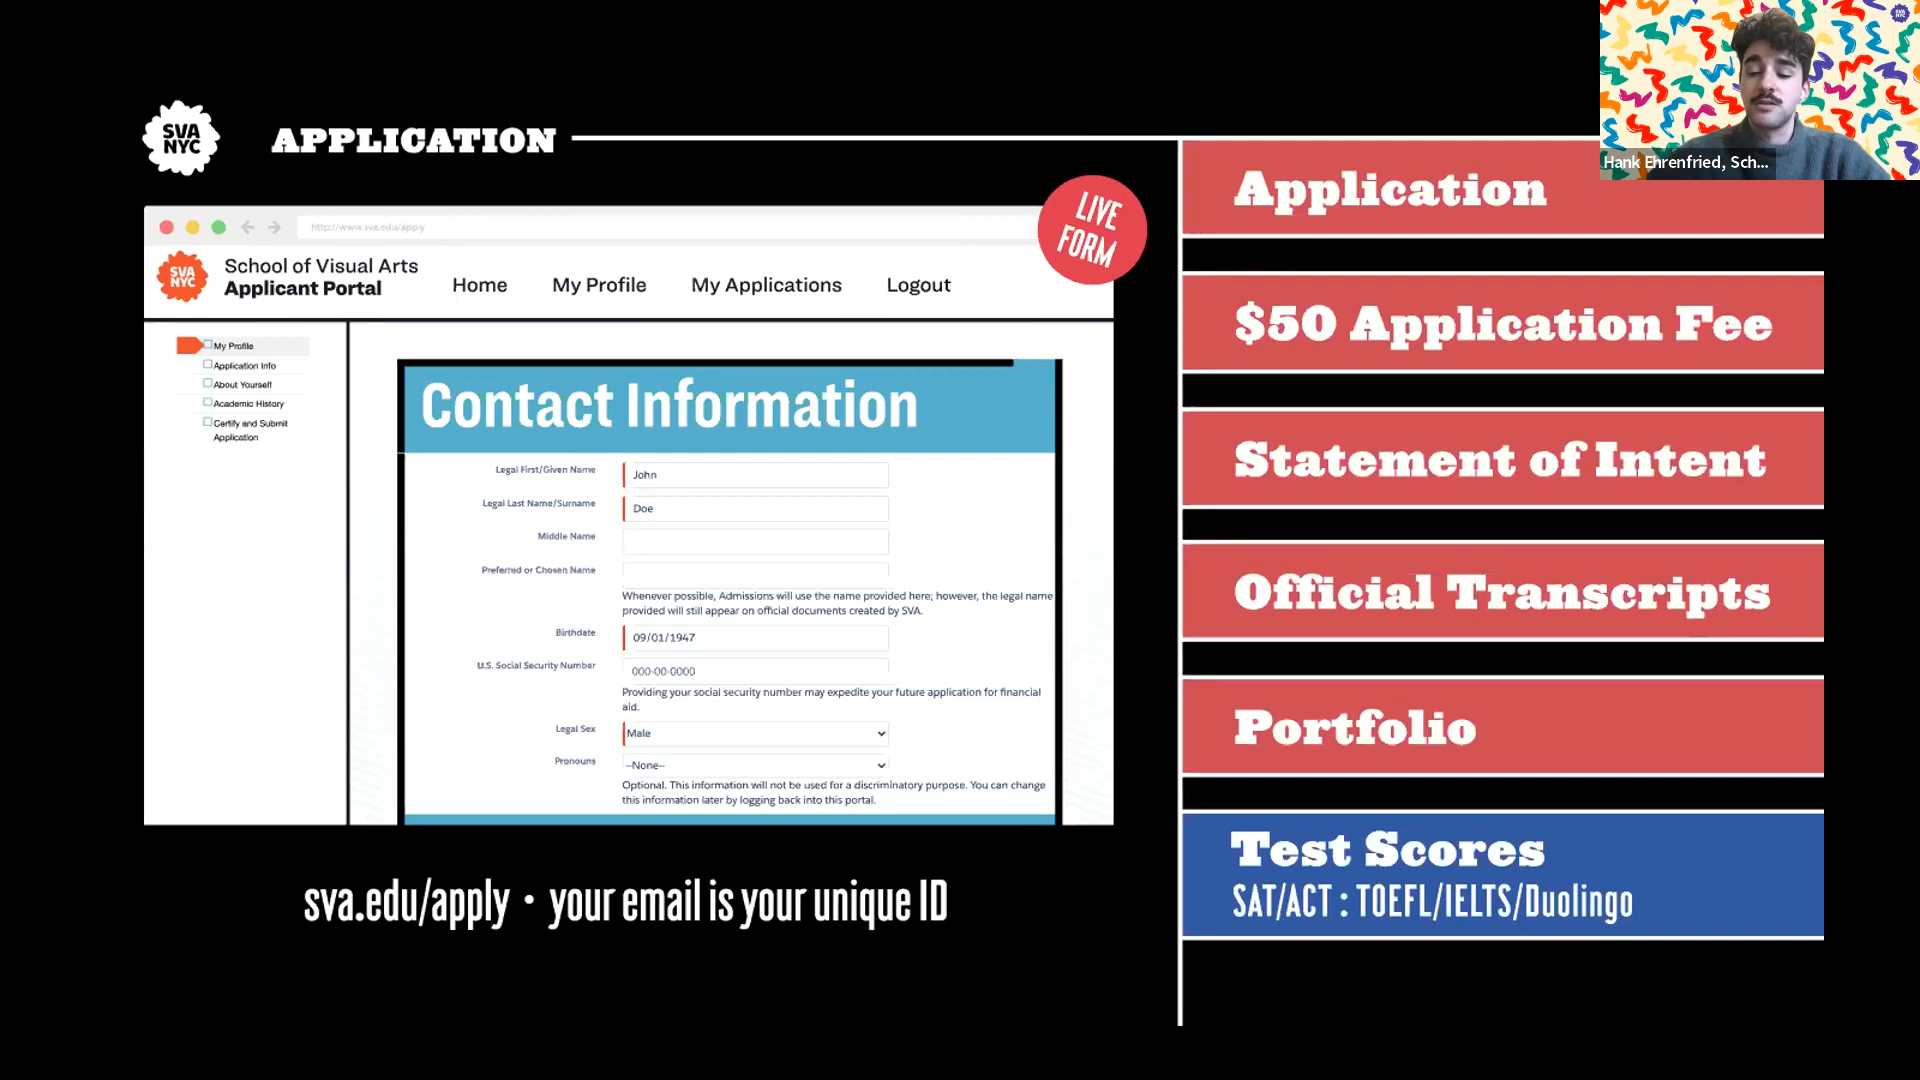 SVA
NYC
APPLICATION
LIVE
FORM
http://www.sva.edu/apply
SVA
NYC
School of Visual Arts
Applicant Portal
Home
My Profile
My Applications
Logout
My Profile
Application Info
About Yourself
Academic History
Certify and Submit
Application
Contact Information
Legal First/Given Name
John
Legal Last Name/Surname
Doe
Middle Name
Preferred or Chosen Name
Whenever possible, Admissions will use the name provided here; however, the legal name
provided will still appear on official documents created by SVA.
Birthdate
09/01/1947
U.S. Social Security Number
000-00-0000
Providing your social security number may expedite your future application for financial
aid.
Legal Sex
Male
Pronouns
--None--
Optional. This information will not be used for a discriminatory purpose. You can change
this information later by logging back into this portal.
sva.edu/apply • your email is your unique ID
SVA
NYC
Hank Ehrenfried, Sch...
Application
$50 Application Fee
Statement of Intent
Official Transcripts
Portfolio
Test Scores
SAT/ACT : TOEFL/IELTS/Duolingo